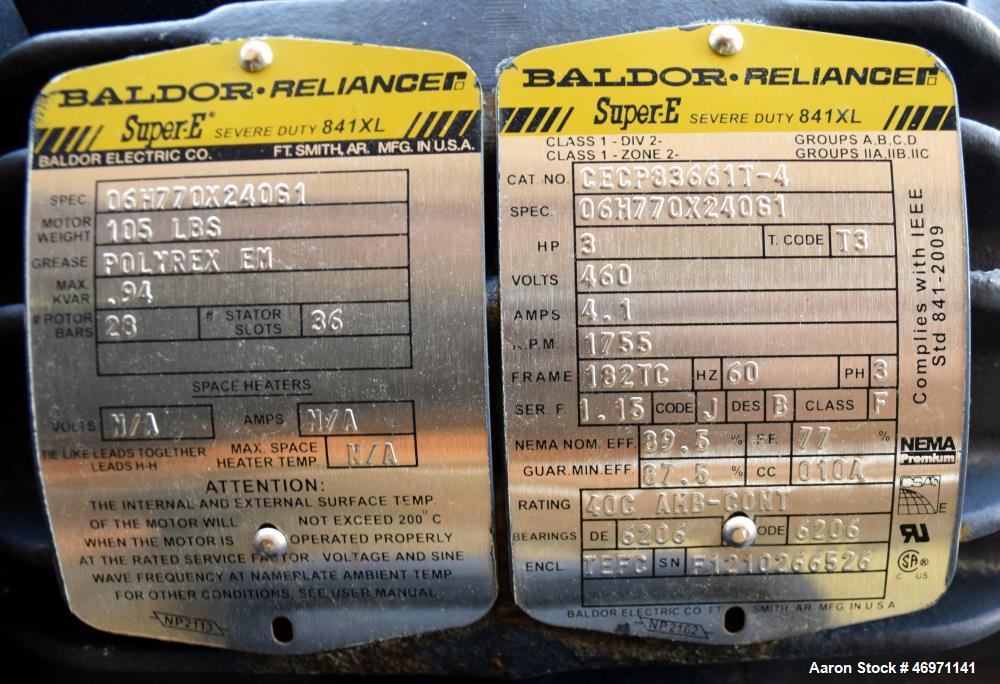 BALDOR·RELIANCER
Super-E® SEVERE DUTY 841XL
BALDOR ELECTRIC CO. FT. SMITH, AR. MFG. IN U.S.A.
SPEC. 06H770X240G1
MOTOR WEIGHT 105 LBS
GREASE POLYREX EM
MAX. KVAR .94
# ROTOR BARS 28 # STATOR SLOTS 36
SPACE HEATERS
VOLTS N/A AMPS N/A
TIE LIKE LEADS TOGETHER
LEADS H-H
MAX. SPACE HEATER TEMP. N/A
ATTENTION:
THE INTERNAL AND EXTERNAL SURFACE TEMP.
OF THE MOTOR WILL NOT EXCEED 200°C
WHEN THE MOTOR IS OPERATED PROPERLY
AT THE RATED SERVICE FACTOR. VOLTAGE AND SINE
WAVE FREQUENCY AT NAMEPLATE AMBIENT TEMP.
FOR OTHER CONDITIONS, SEE USER MANUAL
NP2113
BALDOR·RELIANCER
Super-E SEVERE DUTY 841XL
CLASS 1 - DIV 2- GROUPS A,B,C,D
CLASS 1 - ZONE 2- GROUPS IIA,IIB,IIC
CAT. NO. CECP83661T-4
SPEC. 06H770X240G1
HP 3 T. CODE T3
VOLTS 460
AMPS 4.1
R.P.M. 1755
FRAME 182TC HZ 60 PH 3
SER. F. 1.15 CODE J DES B CLASS F
NEMA NOM. EFF. 89.5 % P.F. 77 %
GUAR.MIN.EFF. 87.5 % CC 010A
RATING 40C AMB-CONT
BEARINGS DE 6206 ODE 6206
ENCL. TEFC SN F1210266526
BALDOR ELECTRIC CO FT SMITH, AR. MFG IN U.S.A
NP2162
Complies with IEEE
Std 841-2009
NEMA
Premium
CSA
E
SA®
C US
Aaron Stock # 46971141